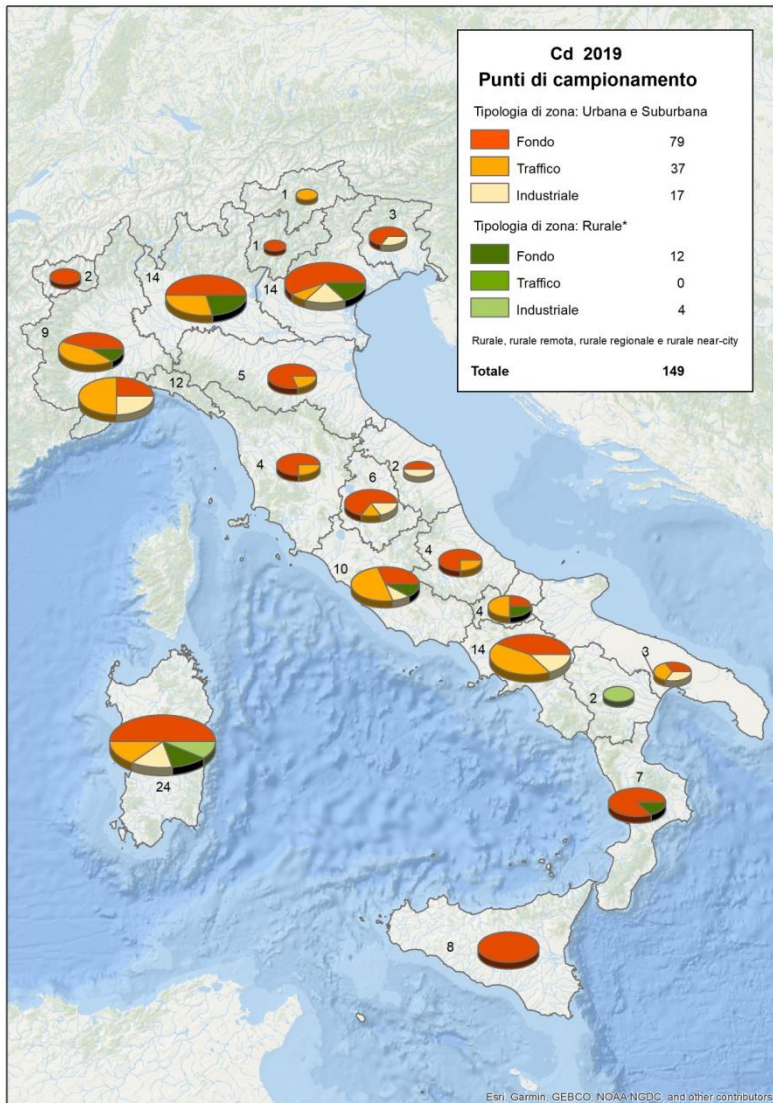 Cd 2019
Punti di campionamento
Tipologia di zona: Urbana e Suburbana
Fondo 79
Traffico 37
Industriale 17
Tipologia di zona: Rurale*
Fondo 12
Traffico 0
Industriale 4
Rurale, rurale remota, rurale regionale e rurale near-city
Totale 149
1
3
1
2
14
14
9
12
5
4
6
2
4
10
4
14
3
2
24
7
8
Esri, Garmin, GEBCO, NOAA NGDC, and other contributors